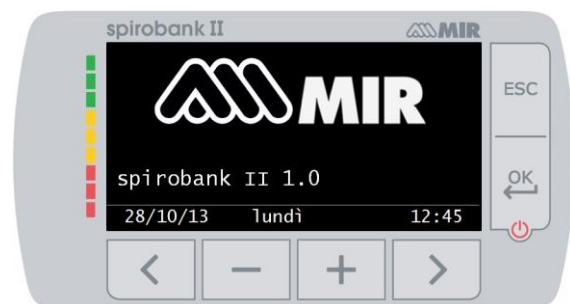 spirobank II MIR
MIR
ESC
spirobank II 1.0
OK
28/10/13 lundì 12:45